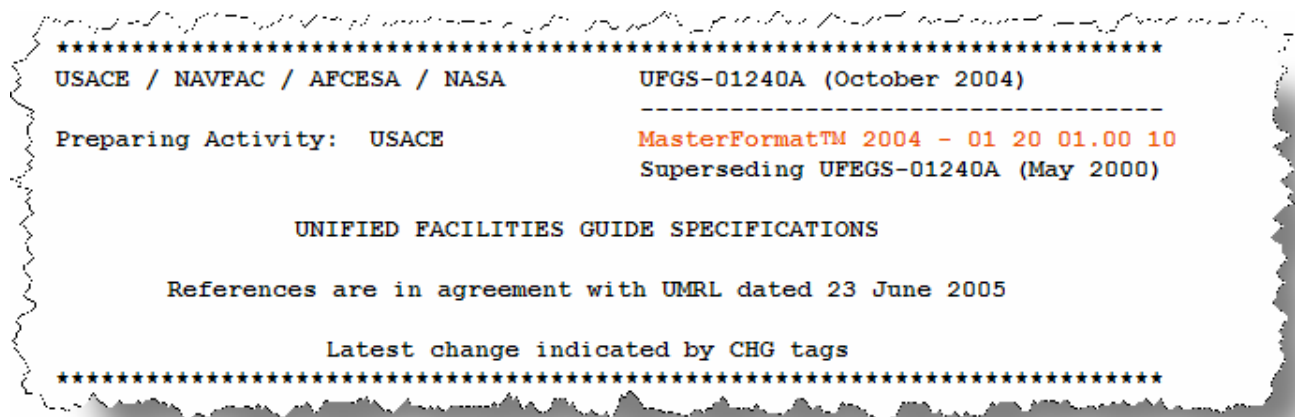 **************************************************************************
USACE / NAVFAC / AFCESA / NASA UFGS-01240A (October 2004)
-----------------------------------
Preparing Activity: USACE MasterFormat™ 2004 - 01 20 01.00 10
Superseding UFEGS-01240A (May 2000)
UNIFIED FACILITIES GUIDE SPECIFICATIONS
References are in agreement with UMRL dated 23 June 2005
Latest change indicated by CHG tags
**************************************************************************